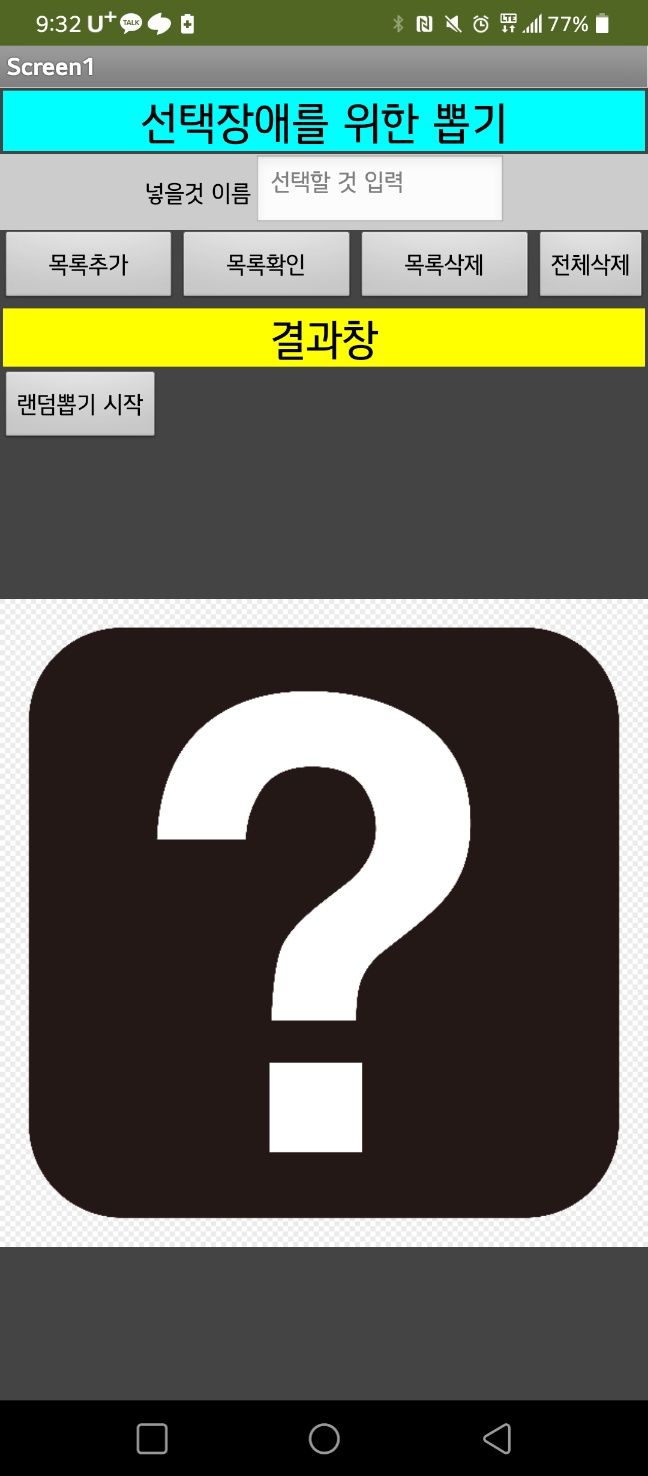 9:32 U+ TALK LTE 77%
Screen1
선택장애를 위한 뽑기
넣을것 이름 선택할 것 입력
목록추가 목록확인 목록삭제 전체삭제
결과창
랜덤뽑기 시작
?